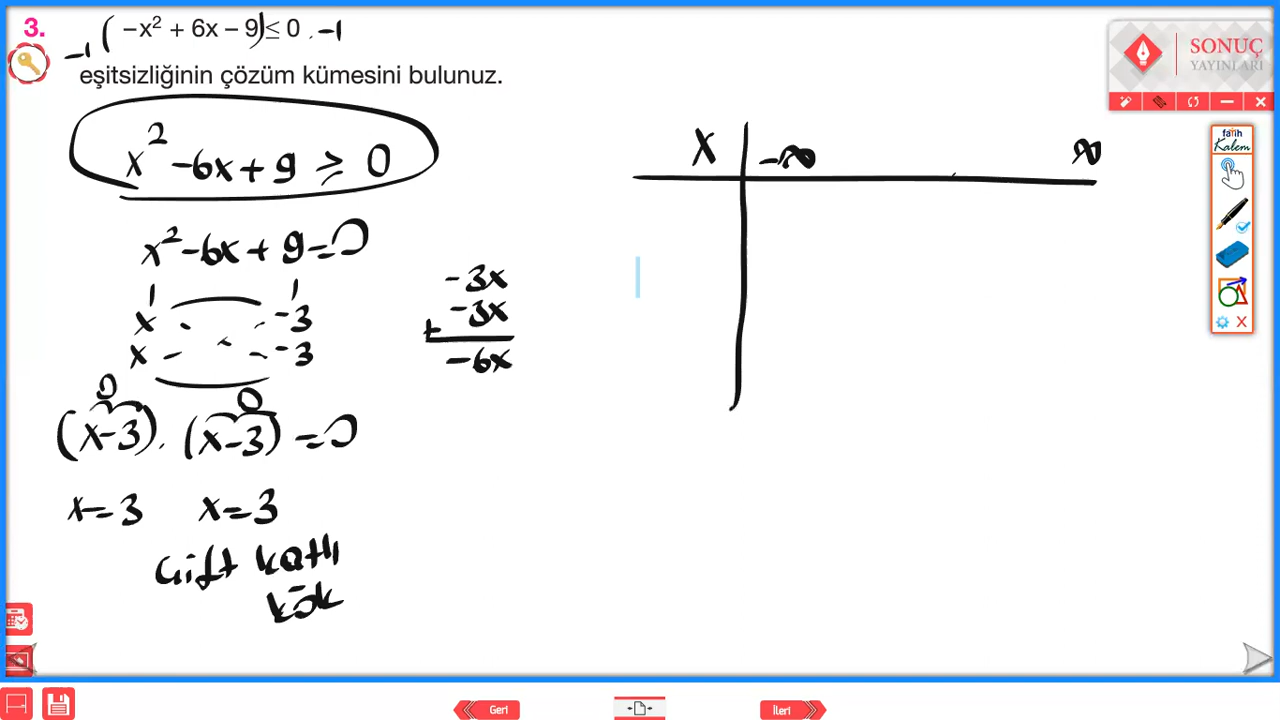 3. -1 ( −x² + 6x − 9) ≤ 0 . -1
eşitsizliğinin çözüm kümesini bulunuz.
x² -6x + 9 ⩾ 0
x² -6x + 9 = 0
x -3
x -3
-3x
+ -3x
-6x
0 0
(x-3) . (x-3) = 0
x = 3 x = 3
Çift katlı
kök
x -∞ ∞
SONUÇ
YAYINLARI
fatih
Kalem
X
Geri
İleri